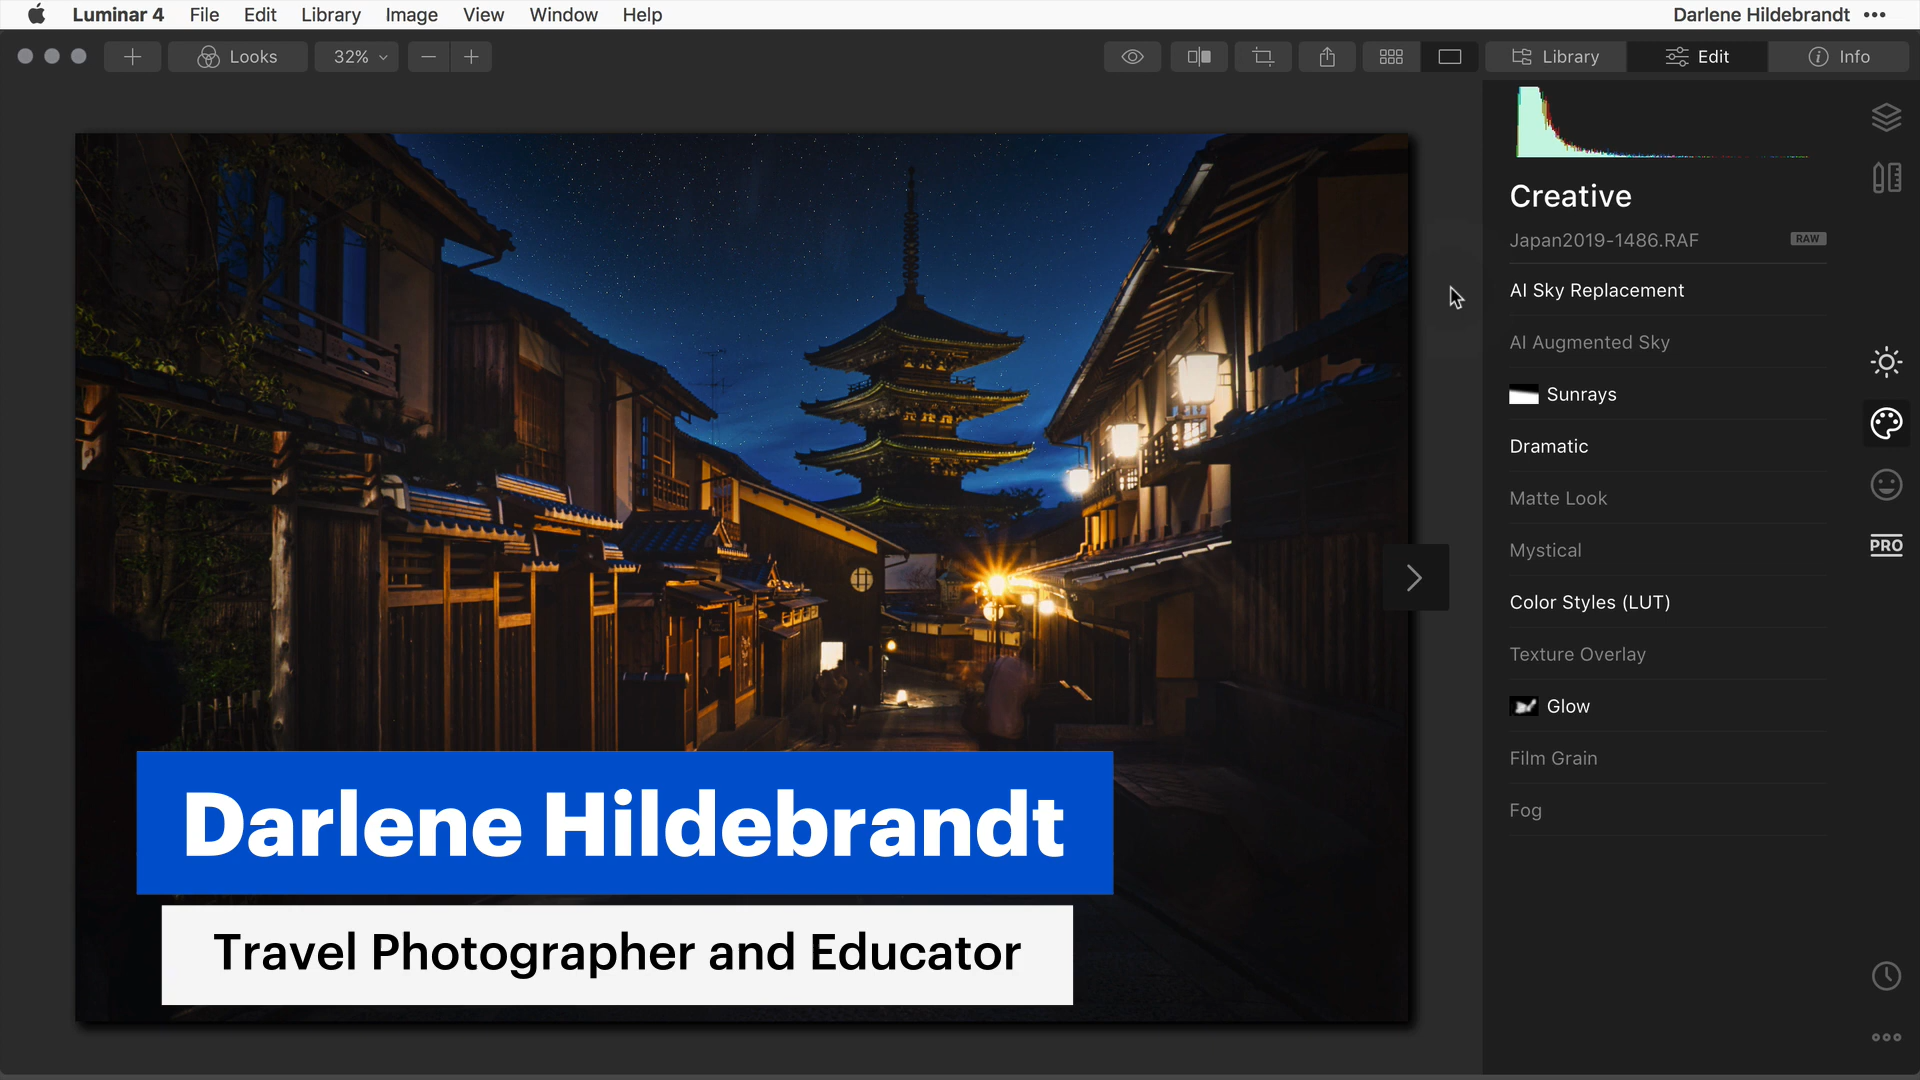 Luminar 4 File Edit Library Image View Window Help Darlene Hildebrandt
Looks 32% Library Edit Info
Creative
Japan2019-1486.RAF RAW
AI Sky Replacement
AI Augmented Sky
Sunrays
Dramatic
Matte Look
Mystical
PRO
Color Styles (LUT)
Texture Overlay
Glow
Film Grain
Fog
Darlene Hildebrandt
Travel Photographer and Educator